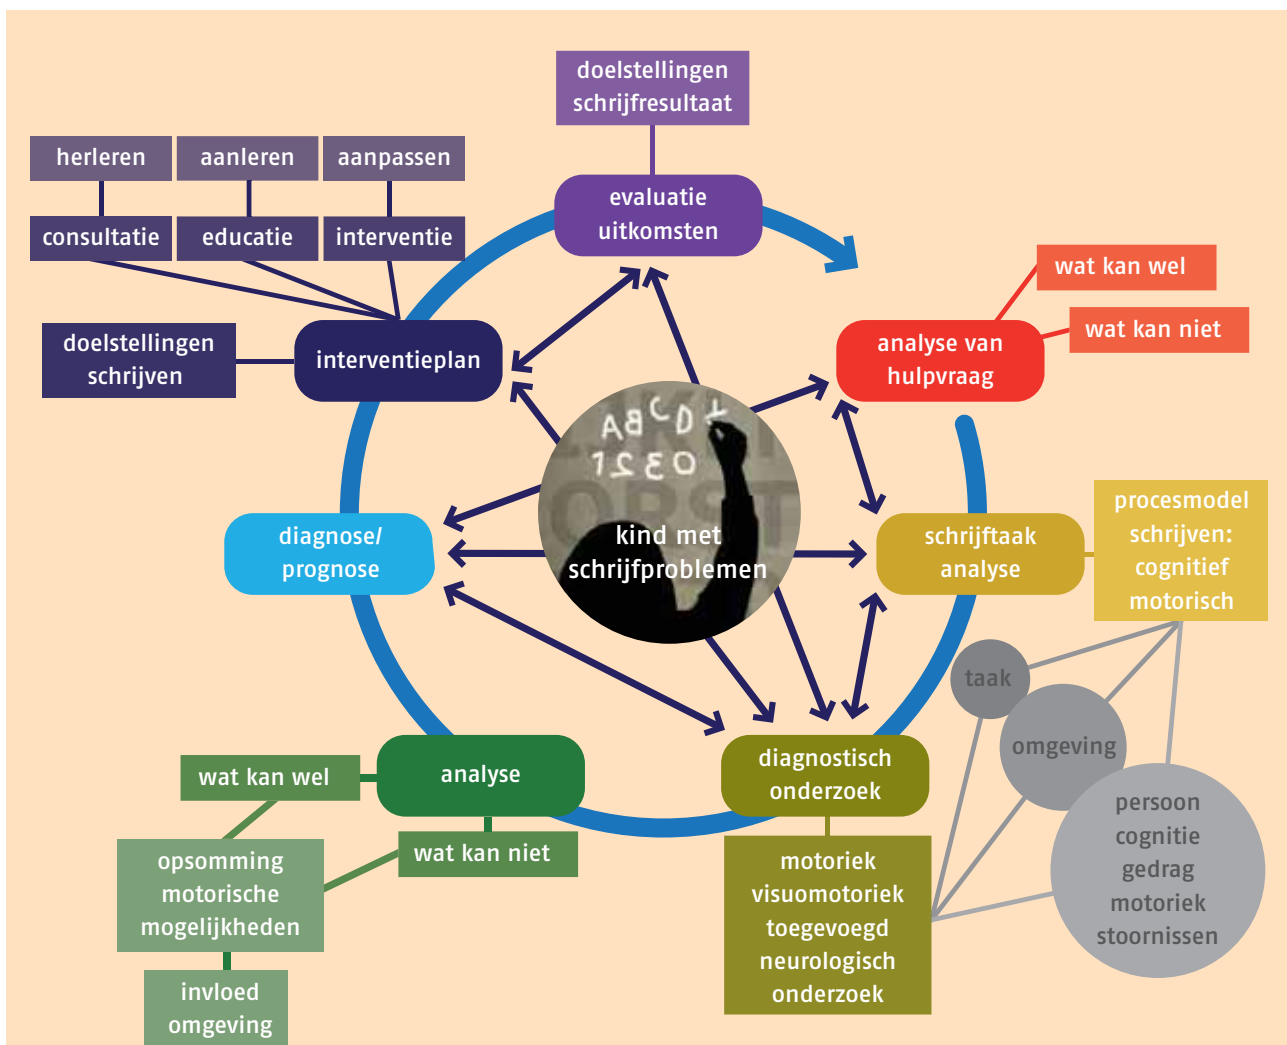 doelstellingen
schrijfresultaat
herleren
aanleren
aanpassen
evaluatie
uitkomsten
consultatie
educatie
interventie
wat kan wel
wat kan niet
analyse van
hulpvraag
doelstellingen
schrijven
interventieplan
procesmodel
schrijven:
cognitief
motorisch
diagnose/
prognose
kind met
schrijfproblemen
schrijftaak
analyse
taak
omgeving
persoon
cognitie
gedrag
motoriek
stoornissen
diagnostisch
onderzoek
motoriek
visuomotoriek
toegevoegd
neurologisch
onderzoek
analyse
wat kan wel
wat kan niet
opsomming
motorische
mogelijkheden
invloed
omgeving